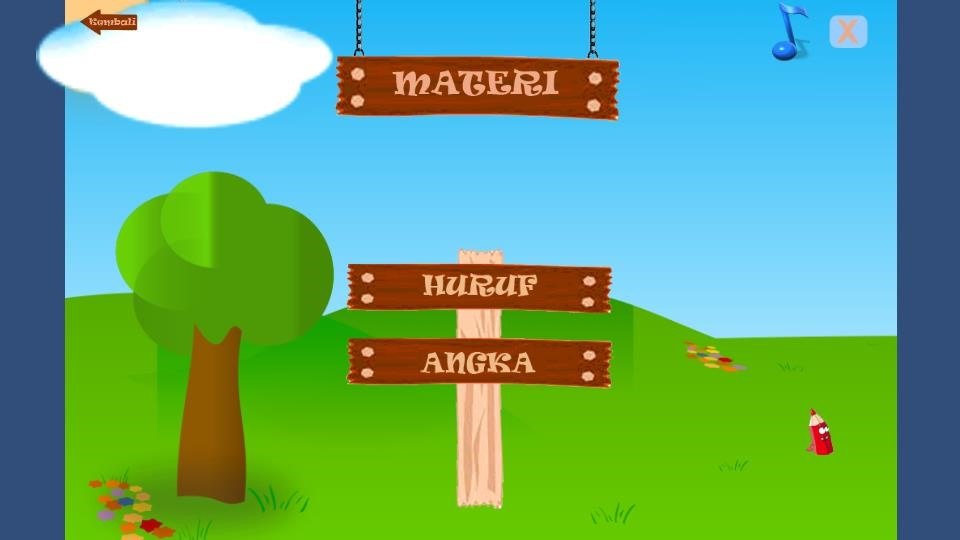 Kembali
MATERI
X
HURUF
ANGKA